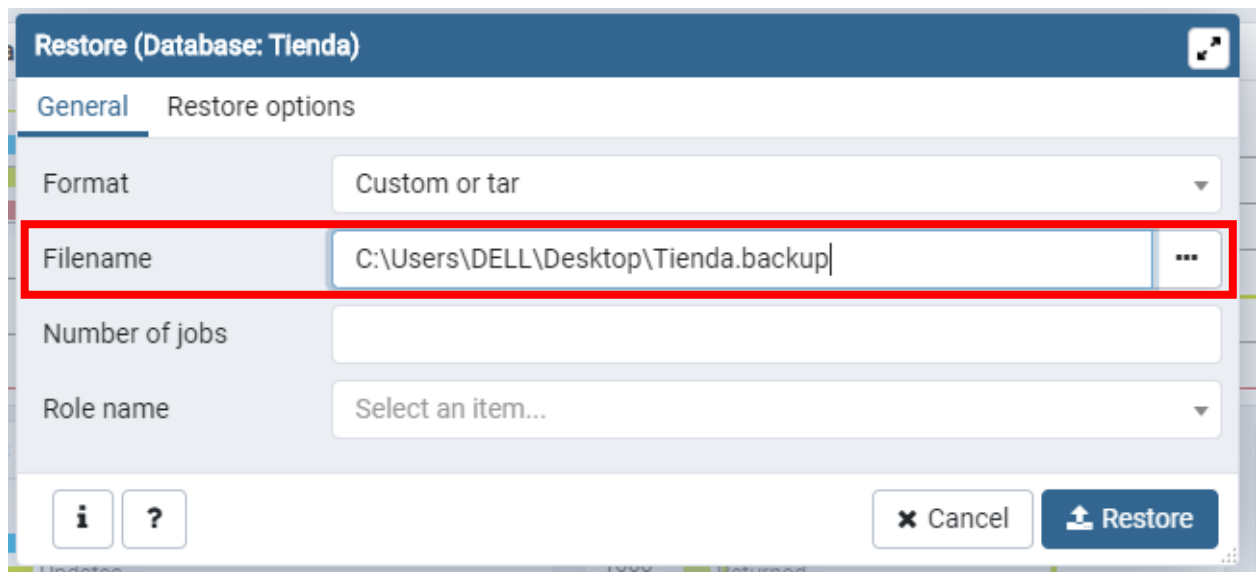 Restore (Database: Tienda)
General Restore options
Format Custom or tar
Filename C:\Users\DELL\Desktop\Tienda.backup ...
Number of jobs
Role name Select an item...
i ? Cancel Restore